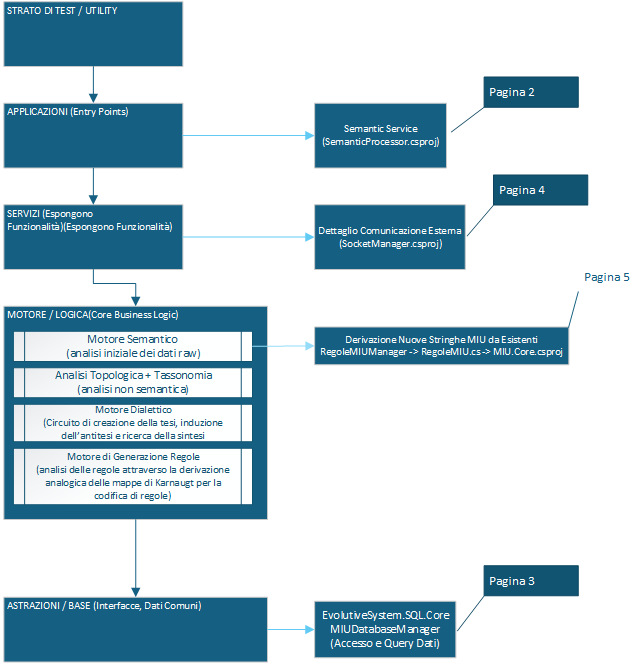 STRATO DI TEST / UTILITY
APPLICAZIONI (Entry Points)
Semantic Service
(SemanticProcessor.csproj)
Pagina 2
SERVIZI (Espongono
Funzionalità)(Espongono Funzionalità)
Dettaglio Comunicazione Esterna
(SocketManager.csproj)
Pagina 4
MOTORE / LOGICA(Core Business Logic)
Motore Semantico
(analisi iniziale dei dati raw)
Analisi Topologica + Tassonomia
(analisi non semantica)
Motore Dialettico
(Circuito di creazione della tesi, induzione
dell'antitesi e ricerca della sintesi
Motore di Generazione Regole
(analisi delle regole attraverso la derivazione
analogica delle mappe di Karnaugt per la
codifica di regole)
Derivazione Nuove Stringhe MIU da Esistenti
RegoleMIUManager -> RegoleMIU.cs -> MIU.Core.csproj
Pagina 5
ASTRAZIONI / BASE (Interfacce, Dati Comuni)
EvolutiveSystem.SQL.Core
MIUDatabaseManager
(Accesso e Query Dati)
Pagina 3